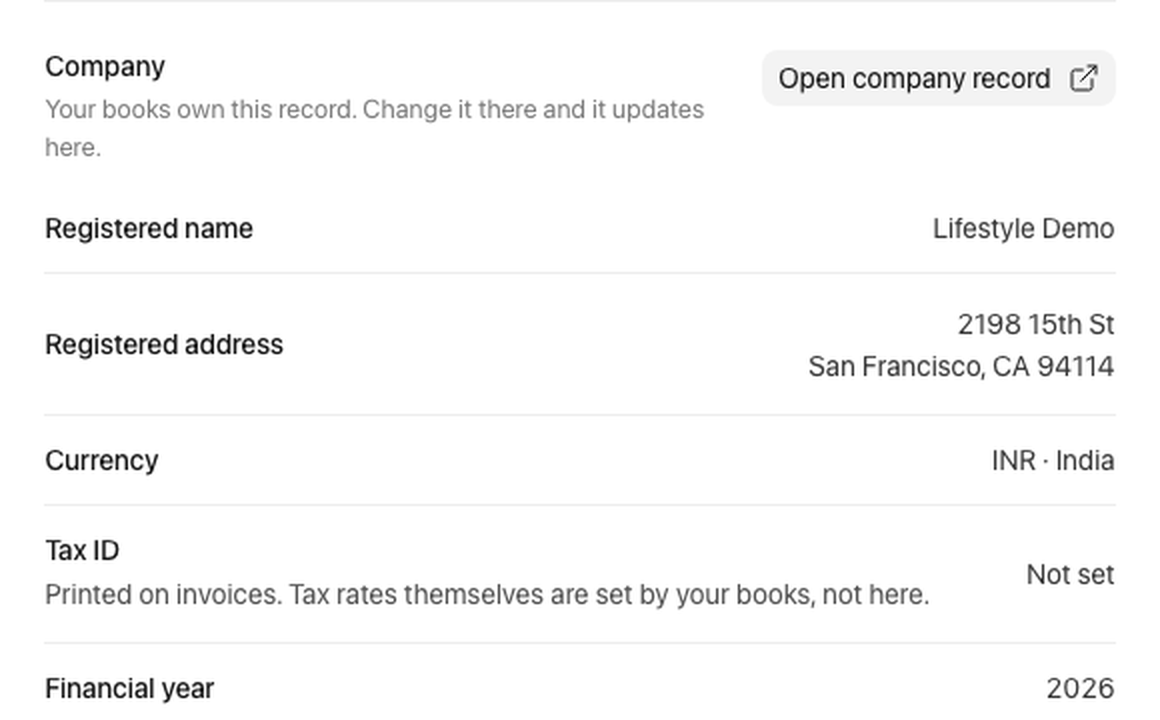 Company
Open company record
Your books own this record. Change it there and it updates
here.
Registered name
Lifestyle Demo
Registered address
2198 15th St
San Francisco, CA 94114
Currency
INR · India
Tax ID
Printed on invoices. Tax rates themselves are set by your books, not here.
Not set
Financial year
2026